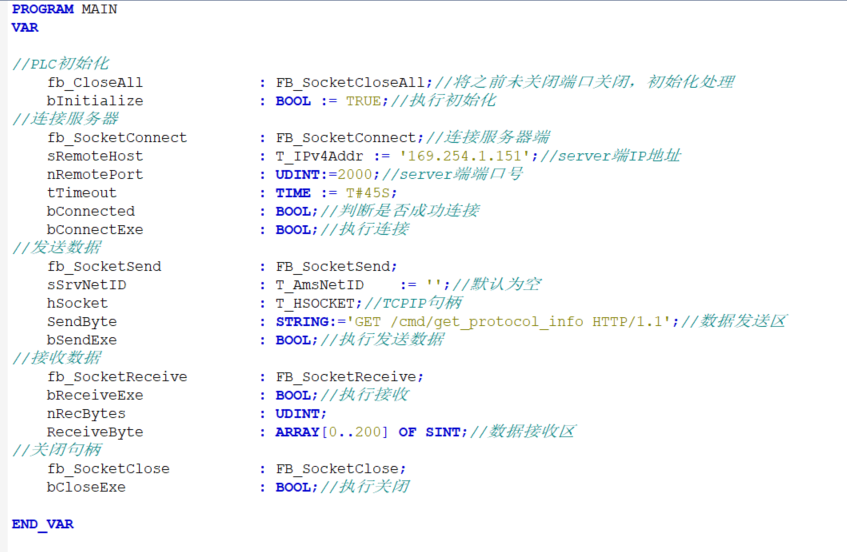 PROGRAM MAIN
VAR
//PLC初始化
fb_CloseAll : FB_SocketCloseAll;//将之前未关闭端口关闭，初始化处理
bInitialize : BOOL := TRUE;//执行初始化
//连接服务器
fb_SocketConnect : FB_SocketConnect;//连接服务器端
sRemoteHost : T_IPv4Addr := '169.254.1.151';//server端IP地址
nRemotePort : UDINT:=2000;//server端端口号
tTimeout : TIME := T#45S;
bConnected : BOOL;//判断是否成功连接
bConnectExe : BOOL;//执行连接
//发送数据
fb_SocketSend : FB_SocketSend;
sSrvNetID : T_AmsNetID := '';//默认为空
hSocket : T_HSOCKET;//TCPIP句柄
SendByte : STRING:='GET /cmd/get_protocol_info HTTP/1.1';//数据发送区
bSendExe : BOOL;//执行发送数据
//接收数据
fb_SocketReceive : FB_SocketReceive;
bReceiveExe : BOOL;//执行接收
nRecBytes : UDINT;
ReceiveByte : ARRAY[0..200] OF SINT;//数据接收区
//关闭句柄
fb_SocketClose : FB_SocketClose;
bCloseExe : BOOL;//执行关闭
END_VAR